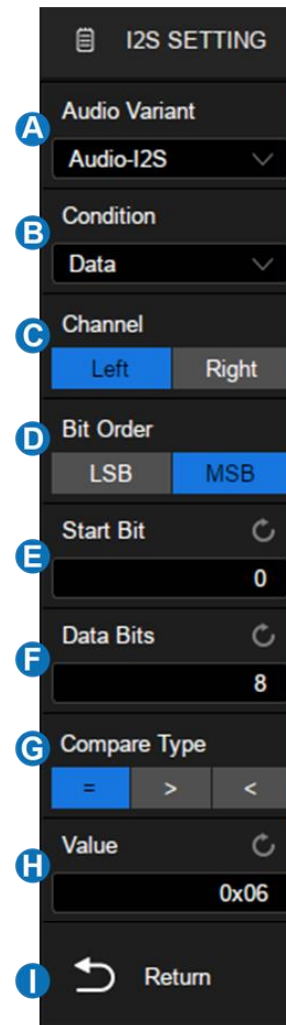 I2S SETTING
A Audio Variant
Audio-I2S
B Condition
Data
C Channel
Left Right
D Bit Order
LSB MSB
E Start Bit
0
F Data Bits
8
G Compare Type
= > <
H Value
0x06
I Return